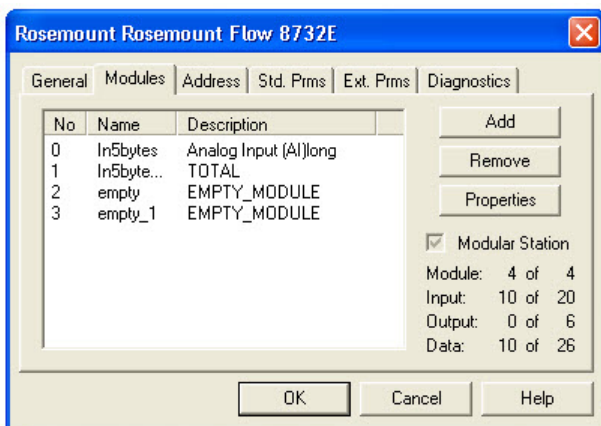 Rosemount Rosemount Flow 8732E
General Modules Address Std. Prms Ext. Prms Diagnostics
No Name Description
0 In5bytes Analog Input (AI)long
1 In5byte... TOTAL
2 empty EMPTY_MODULE
3 empty_1 EMPTY_MODULE
Add
Remove
Properties
Modular Station
Module: 4 of 4
Input: 10 of 20
Output: 0 of 6
Data: 10 of 26
OK Cancel Help